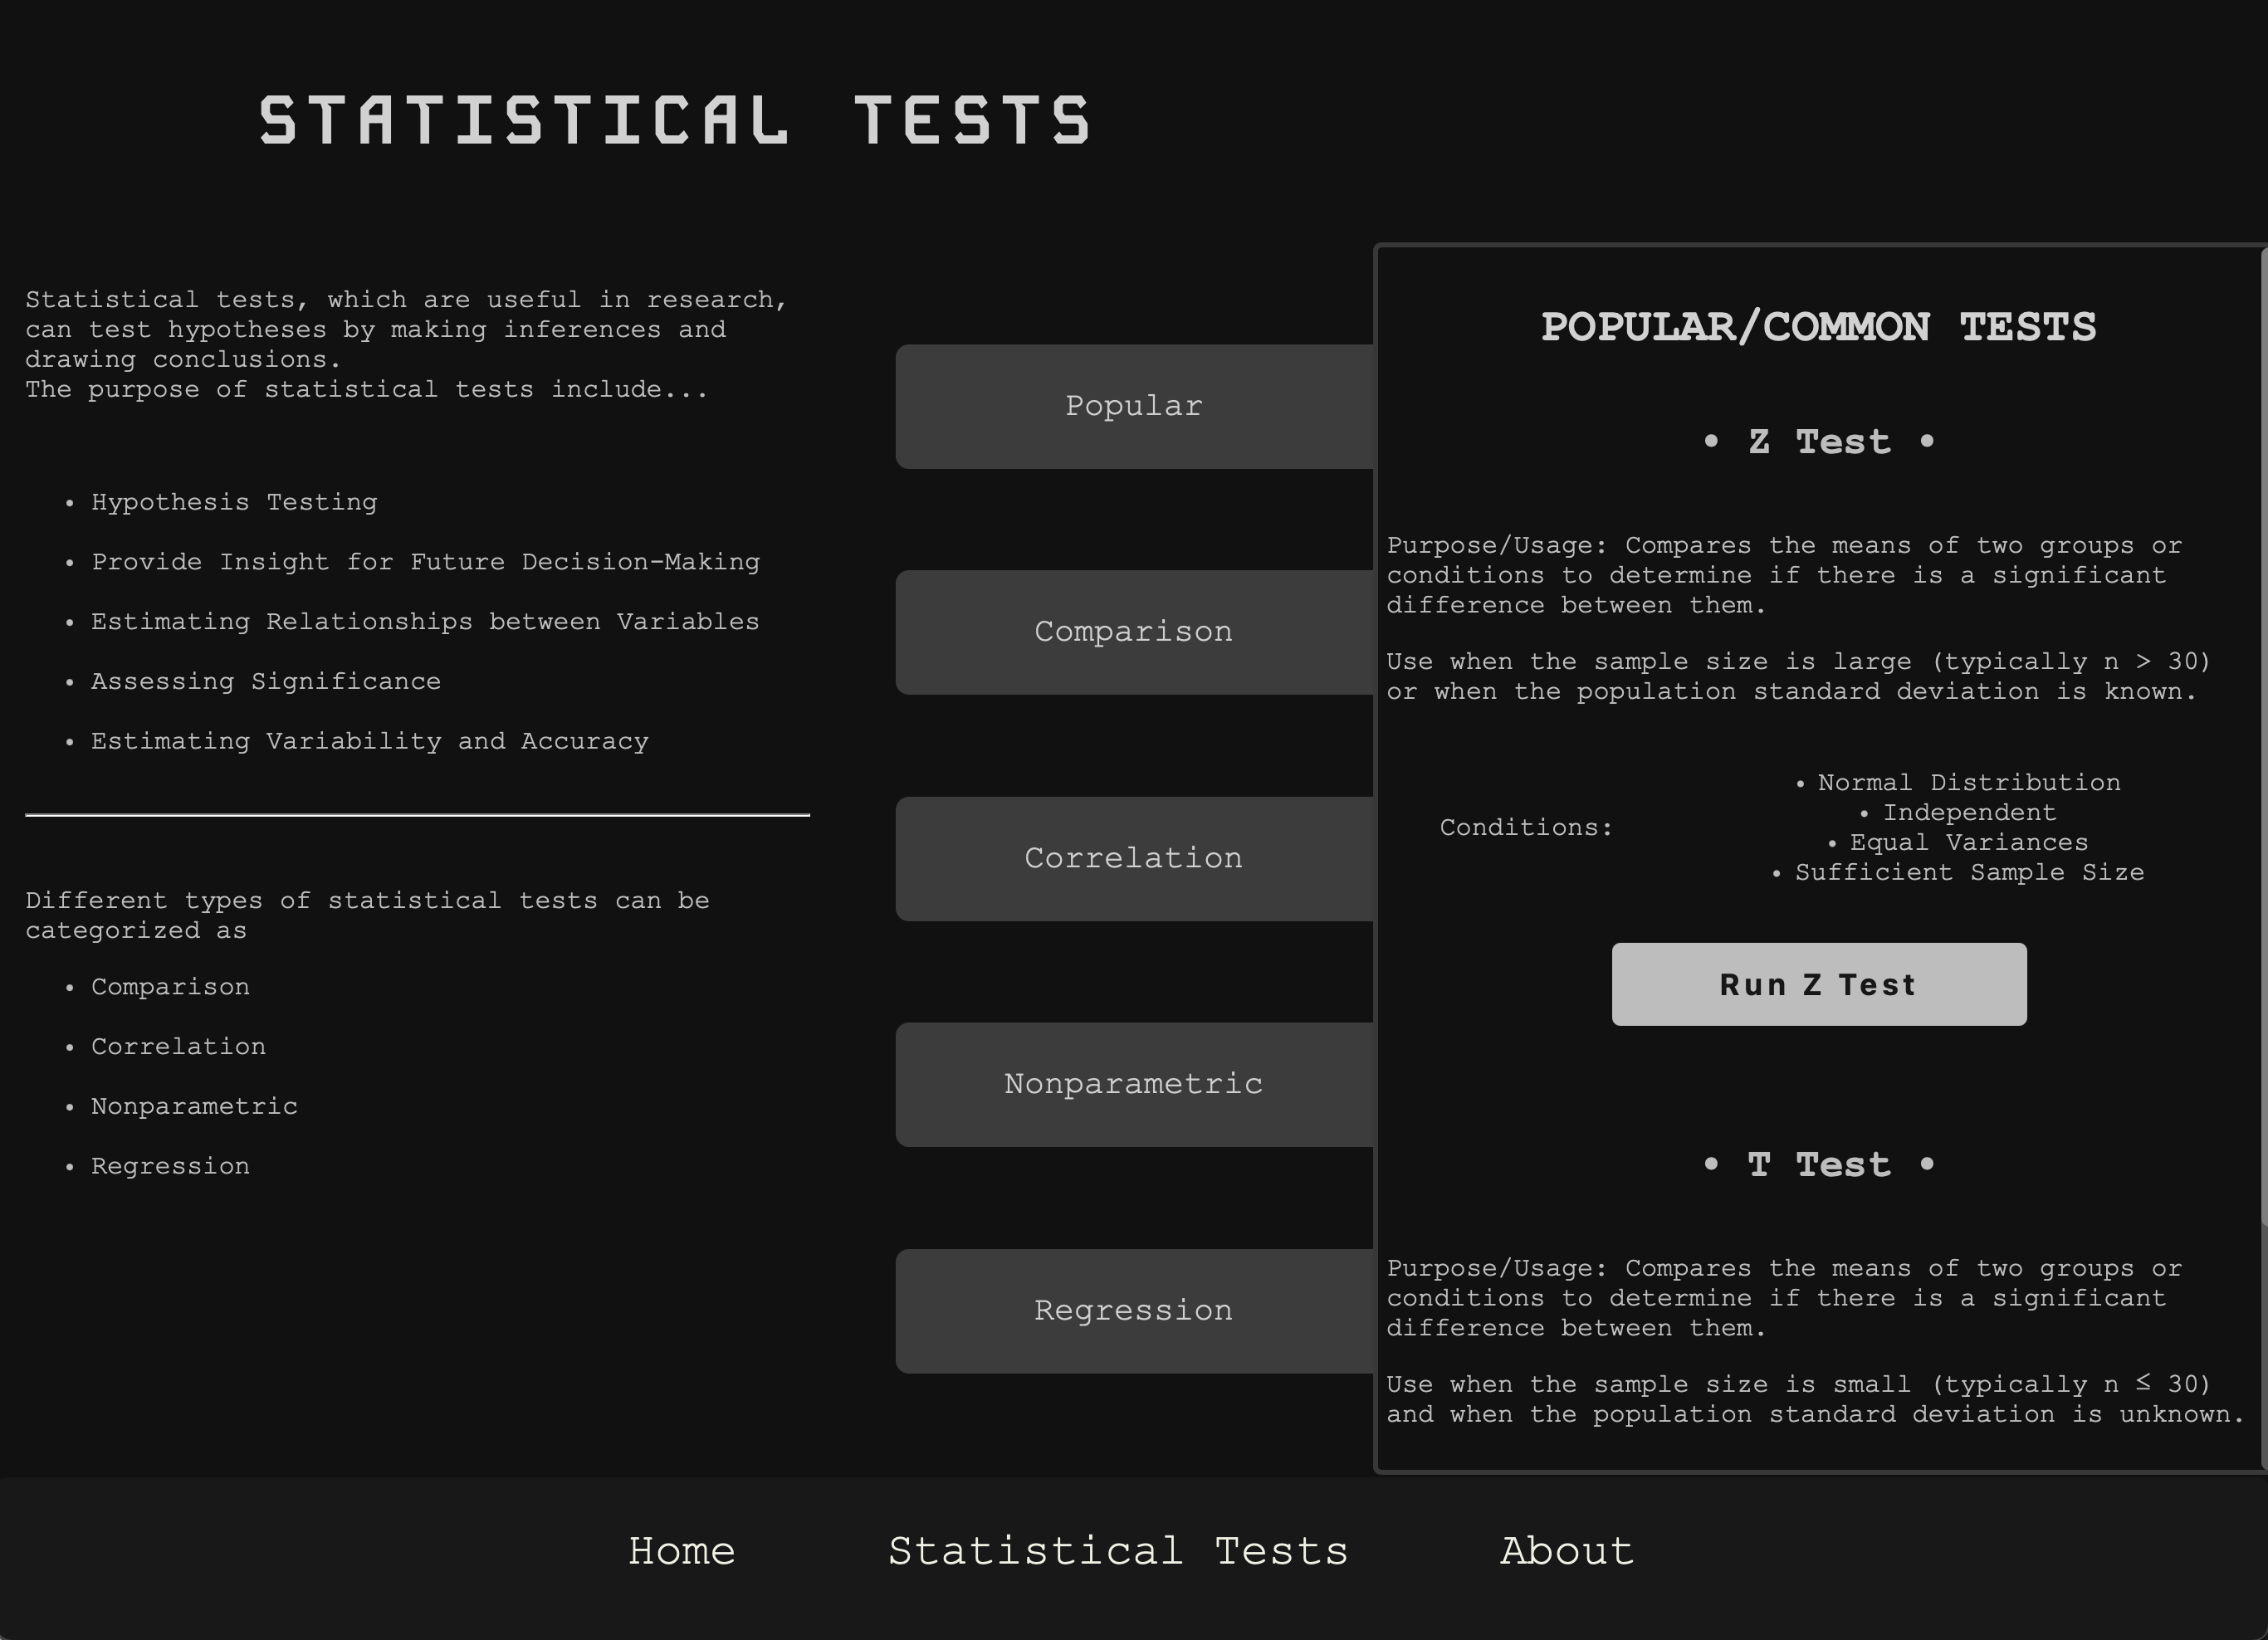 STATISTICAL TESTS
Statistical tests, which are useful in research,
can test hypotheses by making inferences and
drawing conclusions.
The purpose of statistical tests include...
• Hypothesis Testing
• Provide Insight for Future Decision-Making
• Estimating Relationships between Variables
• Assessing Significance
• Estimating Variability and Accuracy
Different types of statistical tests can be
categorized as
• Comparison
• Correlation
• Nonparametric
• Regression
Popular
Comparison
Correlation
Nonparametric
Regression
POPULAR/COMMON TESTS
• Z Test •
Purpose/Usage: Compares the means of two groups or
conditions to determine if there is a significant
difference between them.
Use when the sample size is large (typically n > 30)
or when the population standard deviation is known.
Conditions:
• Normal Distribution
• Independent
• Equal Variances
• Sufficient Sample Size
Run Z Test
• T Test •
Purpose/Usage: Compares the means of two groups or
conditions to determine if there is a significant
difference between them.
Use when the sample size is small (typically n ≤ 30)
and when the population standard deviation is unknown.
Home
Statistical Tests
About